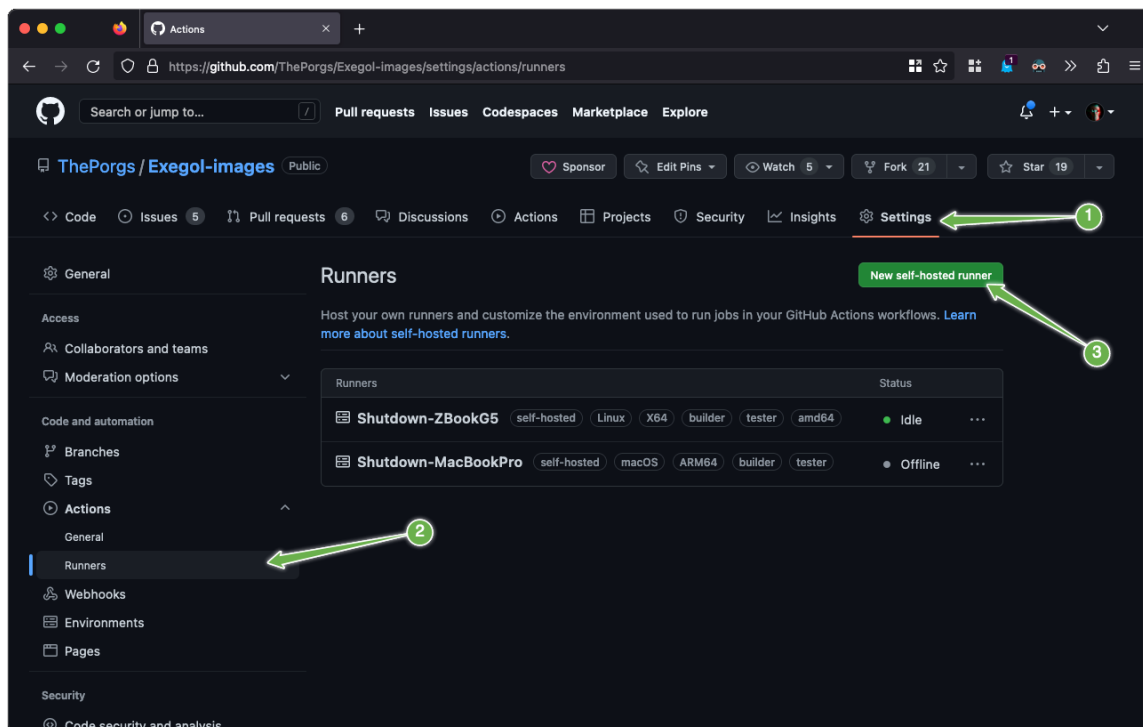 Actions
https://github.com/ThePorgs/Exegol-images/settings/actions/runners
1
Search or jump to... /
Pull requests Issues Codespaces Marketplace Explore
ThePorgs / Exegol-images Public
Sponsor Edit Pins Watch 5 Fork 21 Star 19
Code Issues 5 Pull requests 6 Discussions Actions Projects Security Insights Settings
1
General
Access
Collaborators and teams
Moderation options
Code and automation
Branches
Tags
Actions
General
Runners
Webhooks
Environments
Pages
Security
Code security and analysis
2
Runners
New self-hosted runner
3
Host your own runners and customize the environment used to run jobs in your GitHub Actions workflows. Learn
more about self-hosted runners.
Runners Status
Shutdown-ZBookG5 self-hosted Linux X64 builder tester amd64 Idle
Shutdown-MacBookPro self-hosted macOS ARM64 builder tester Offline